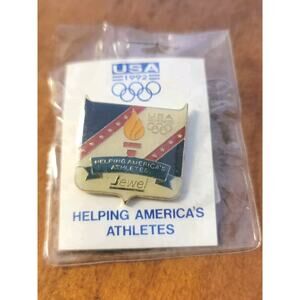 USA
1992
USA
HELPING AMERICA'S
ATHLETES
Jewel
HELPING AMERICA'S
ATHLETES